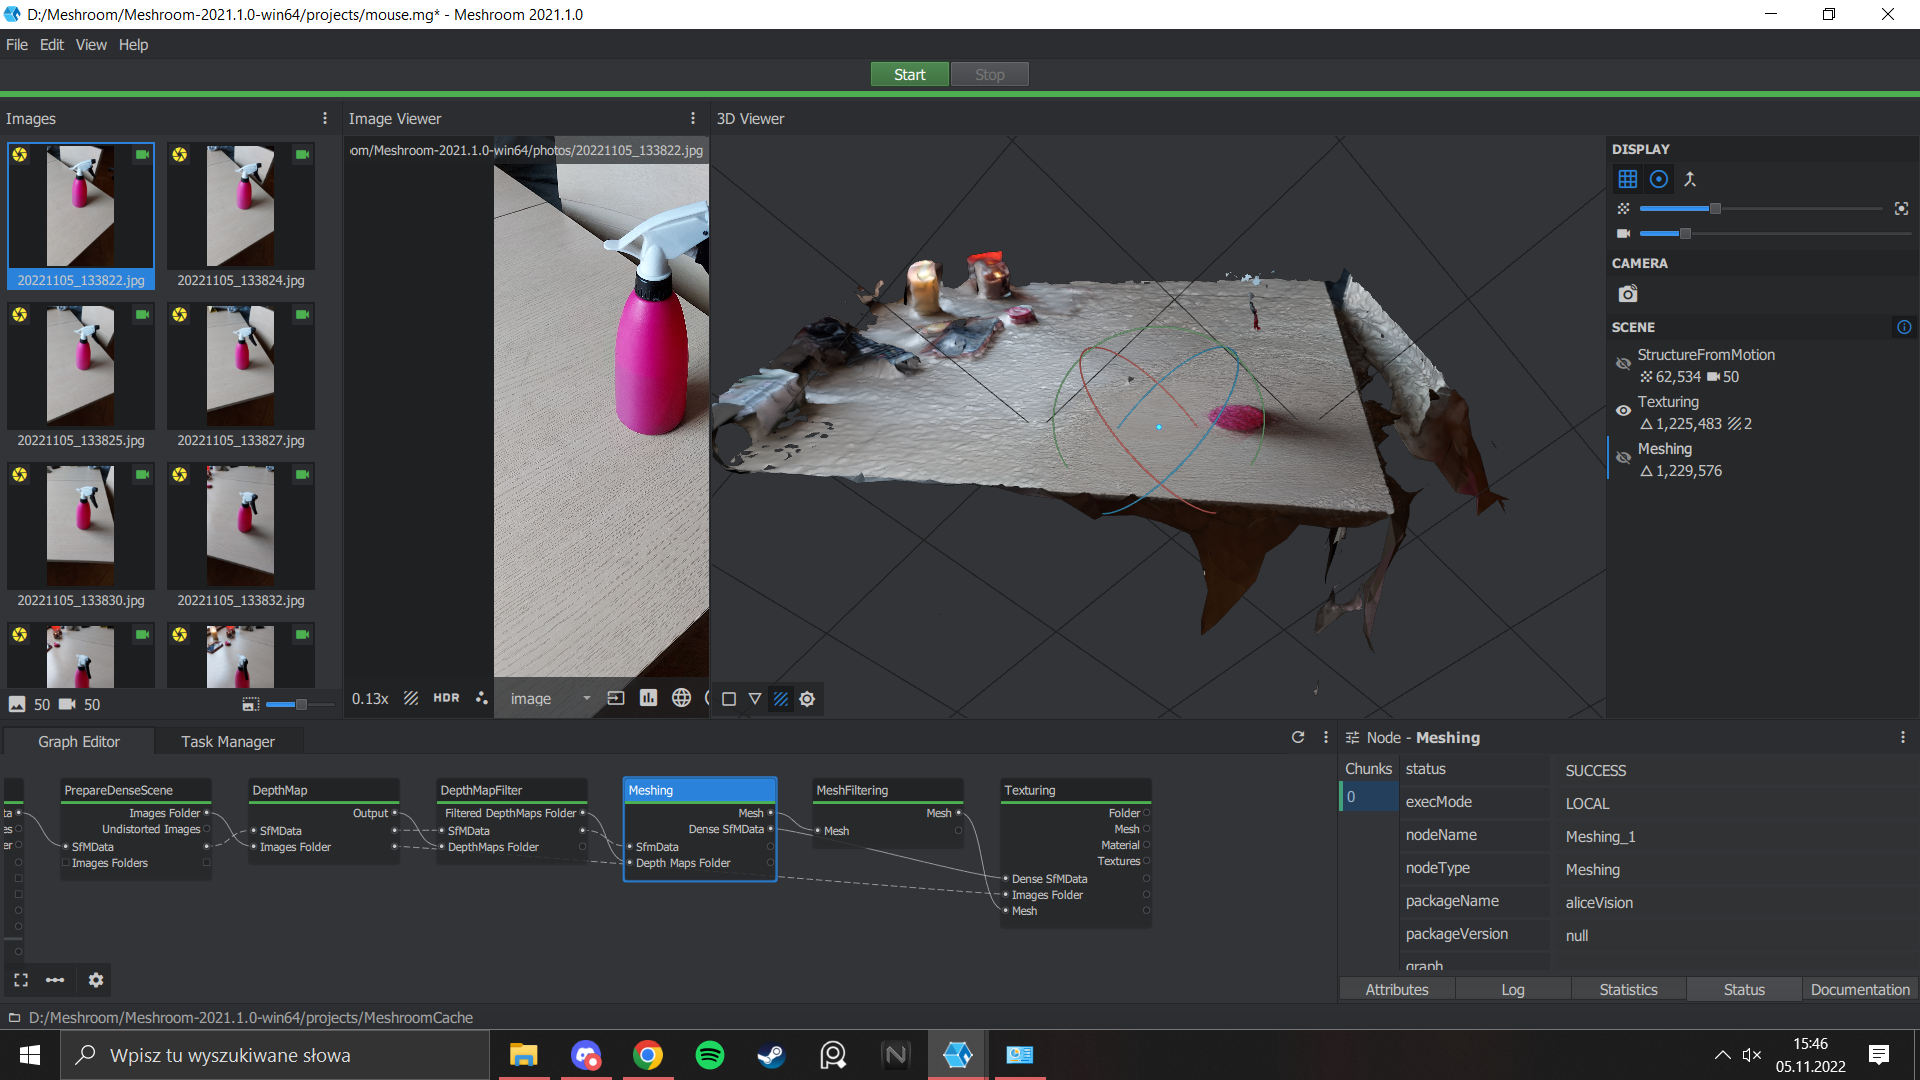 D:/Meshroom/Meshroom-2021.1.0-win64/projects/mouse.mg* - Meshroom 2021.1.0
File Edit View Help
Start Stop
Images
Image Viewer
3D Viewer
20221105_133822.jpg
20221105_133824.jpg
20221105_133825.jpg
20221105_133827.jpg
20221105_133830.jpg
20221105_133832.jpg
50 50
om/Meshroom-2021.1.0-win64/photos/20221105_133822.jpg
0.13x HDR image
DISPLAY
CAMERA
SCENE
StructureFromMotion
62,534 50
Texturing
1,225,483 2
Meshing
1,229,576
Graph Editor Task Manager
PrepareDenseScene
Images Folder
Undistorted Images
SfMData
Images Folders
DepthMap
Output
SfMData
Images Folder
DepthMapFilter
Filtered DepthMaps Folder
SfMData
DepthMaps Folder
Meshing
Mesh
Dense SfMData
SfmData
Depth Maps Folder
MeshFiltering
Mesh
Mesh
Texturing
Folder
Mesh
Material
Textures
Dense SfMData
Images Folder
Mesh
Node - Meshing
Chunks
0
status SUCCESS
execMode LOCAL
nodeName Meshing_1
nodeType Meshing
packageName aliceVision
packageVersion null
graph
Attributes Log Statistics Status Documentation
D:/Meshroom/Meshroom-2021.1.0-win64/projects/MeshroomCache
Wpisz tu wyszukiwane słowa
15:46
05.11.2022